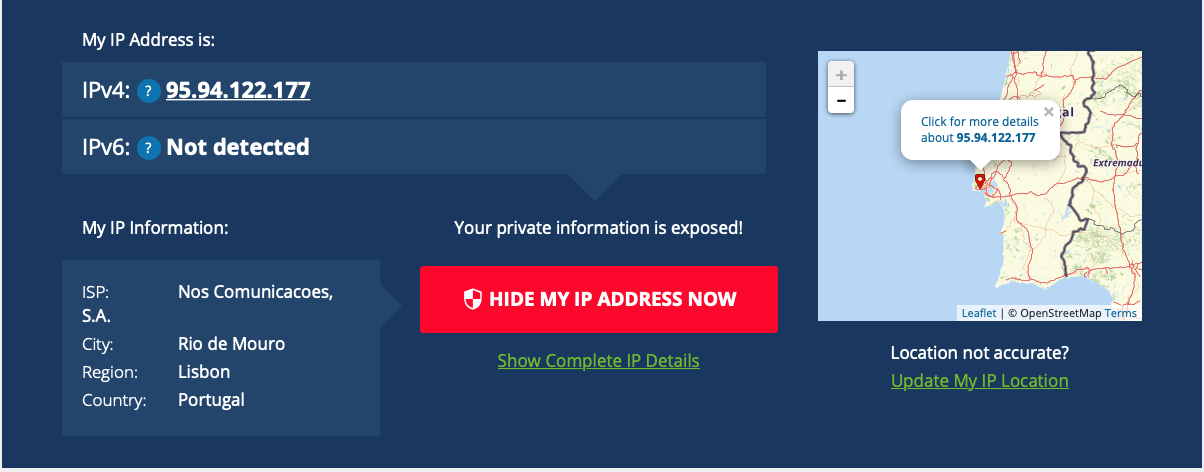 My IP Address is:
IPv4: ? 95.94.122.177
IPv6: ? Not detected
My IP Information:
ISP: Nos Comunicacoes,
S.A.
City: Rio de Mouro
Region: Lisbon
Country: Portugal
Your private information is exposed!
HIDE MY IP ADDRESS NOW
Show Complete IP Details
+
-
Click for more details
about 95.94.122.177
×
gal
Extremadu
Leaflet | © OpenStreetMap Terms
Location not accurate?
Update My IP Location